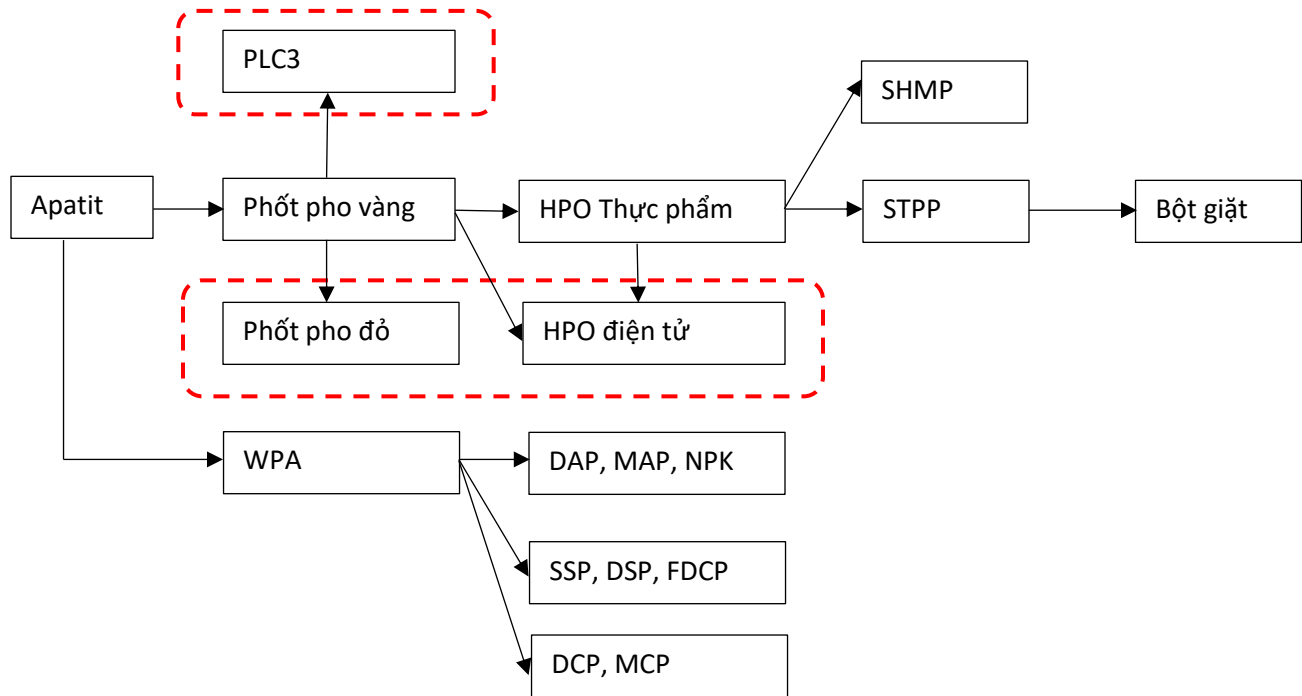 PLC3
SHMP
Apatit
Phốt pho vàng
HPO Thực phẩm
STPP
Bột giặt
Phốt pho đỏ
HPO điện tử
WPA
DAP, MAP, NPK
SSP, DSP, FDCP
DCP, MCP